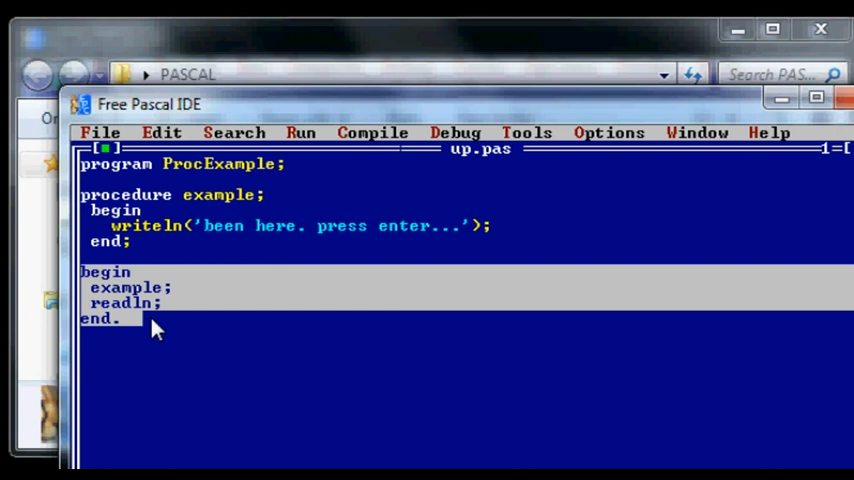 PASCAL
Search PAS...
Free Pascal IDE
File Edit Search Run Compile Debug Tools Options Window Help
[■] up.pas 1=[
program ProcExample;
procedure example;
begin
writeln('been here. press enter...');
end;
begin
example;
readln;
end.